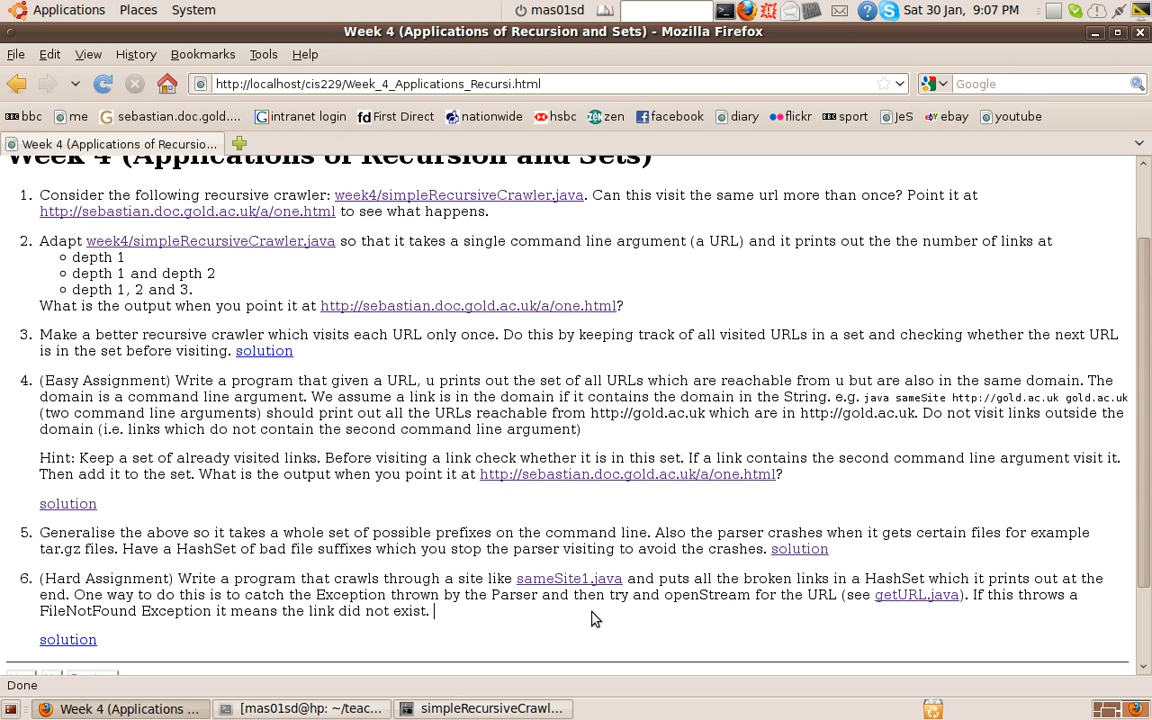 Applications Places System mas01sd Sat 30 Jan, 9:07 PM
Week 4 (Applications of Recursion and Sets) - Mozilla Firefox
File Edit View History Bookmarks Tools Help
http://localhost/cis229/Week_4_Applications_Recursi.html Google
bbc me sebastian.doc.gold.... intranet login First Direct nationwide hsbc zen facebook diary flickr sport JeS ebay youtube
Week 4 (Applications of Recursio...
Week 4 (Applications of Recursion and Sets)
1. Consider the following recursive crawler: week4/simpleRecursiveCrawler.java. Can this visit the same url more than once? Point it at
http://sebastian.doc.gold.ac.uk/a/one.html to see what happens.
2. Adapt week4/simpleRecursiveCrawler.java so that it takes a single command line argument (a URL) and it prints out the the number of links at
depth 1
depth 1 and depth 2
depth 1, 2 and 3.
What is the output when you point it at http://sebastian.doc.gold.ac.uk/a/one.html?
3. Make a better recursive crawler which visits each URL only once. Do this by keeping track of all visited URLs in a set and checking whether the next URL
is in the set before visiting. solution
4. (Easy Assignment) Write a program that given a URL, u prints out the set of all URLs which are reachable from u but are also in the same domain. The
domain is a command line argument. We assume a link is in the domain if it contains the domain in the String. e.g. java sameSite http://gold.ac.uk gold.ac.uk
(two command line arguments) should print out all the URLs reachable from http://gold.ac.uk which are in http://gold.ac.uk. Do not visit links outside the
domain (i.e. links which do not contain the second command line argument)
Hint: Keep a set of already visited links. Before visiting a link check whether it is in this set. If a link contains the second command line argument visit it.
Then add it to the set. What is the output when you point it at http://sebastian.doc.gold.ac.uk/a/one.html?
solution
5. Generalise the above so it takes a whole set of possible prefixes on the command line. Also the parser crashes when it gets certain files for example
tar.gz files. Have a HashSet of bad file suffixes which you stop the parser visiting to avoid the crashes. solution
6. (Hard Assignment) Write a program that crawls through a site like sameSite1.java and puts all the broken links in a HashSet which it prints out at the
end. One way to do this is to catch the Exception thrown by the Parser and then try and openStream for the URL (see getURL.java). If this throws a
FileNotFound Exception it means the link did not exist.
solution
Done
Week 4 (Applications ... [mas01sd@hp: ~/teac... simpleRecursiveCrawl...